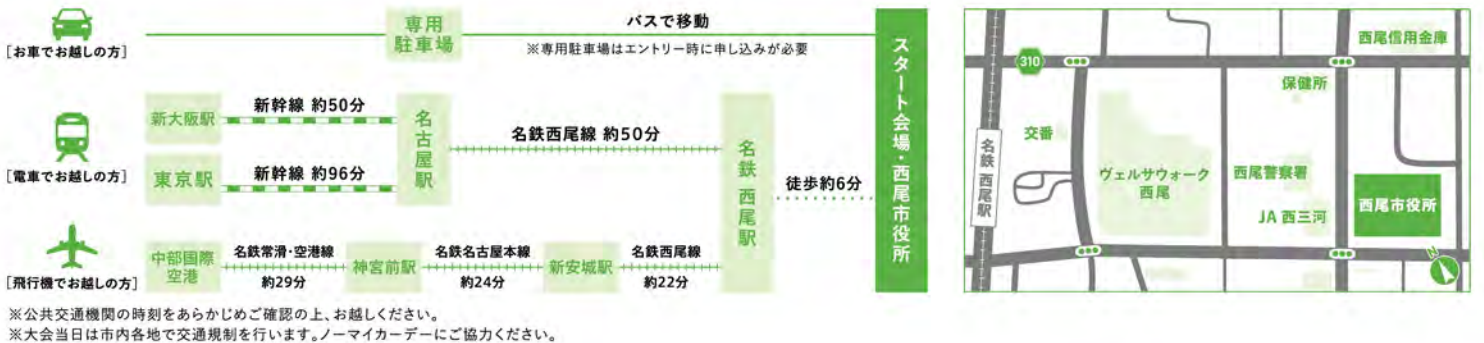 [お車でお越しの方]
専用
駐車場
バスで移動
※専用駐車場はエントリー時に申し込みが必要
[電車でお越しの方]
新大阪駅
新幹線 約50分
東京駅
新幹線 約96分
名古屋駅
名鉄西尾線 約50分
[飛行機でお越しの方]
中部国際
空港
名鉄常滑・空港線
約29分
神宮前駅
名鉄名古屋本線
約24分
新安城駅
名鉄西尾線
約22分
名鉄 西尾駅
徒歩約6分
スタート会場・西尾市役所
※公共交通機関の時刻をあらかじめご確認の上、お越しください。
※大会当日は市内各地で交通規制を行います。ノーマイカーデーにご協力ください。
西尾信用金庫
310
保健所
交番
名鉄 西尾駅
ヴェルサウォーク
西尾
西尾警察署
西尾市役所
JA 西三河
N